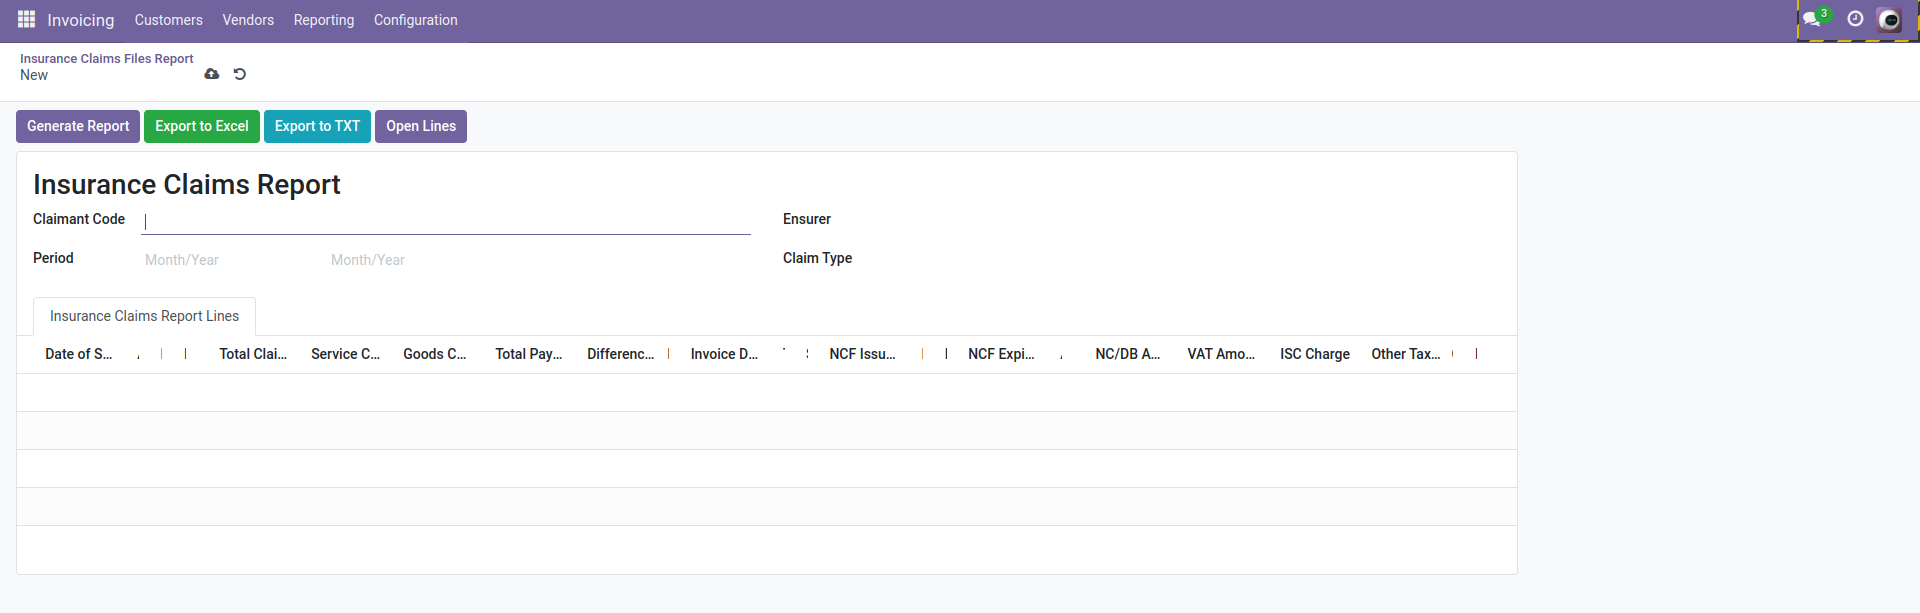 Invoicing Customers Vendors Reporting Configuration 3
Insurance Claims Files Report
New
Generate Report Export to Excel Export to TXT Open Lines
Insurance Claims Report
Claimant Code Ensurer
Period Month/Year Month/Year Claim Type
Insurance Claims Report Lines
Date of S... Total Clai... Service C... Goods C... Total Pay... Differenc... Invoice D... NCF Issu... NCF Expi... NC/DB A... VAT Amo... ISC Charge Other Tax...